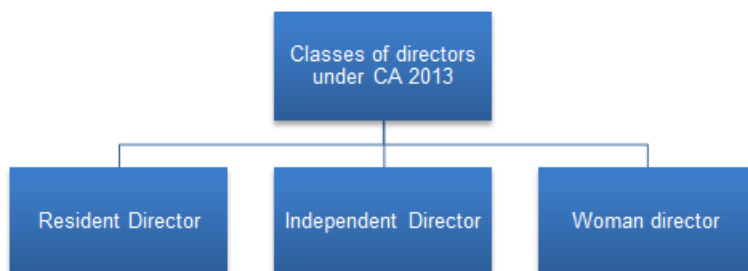 Classes of directors
under CA 2013
Resident Director
Independent Director
Woman director